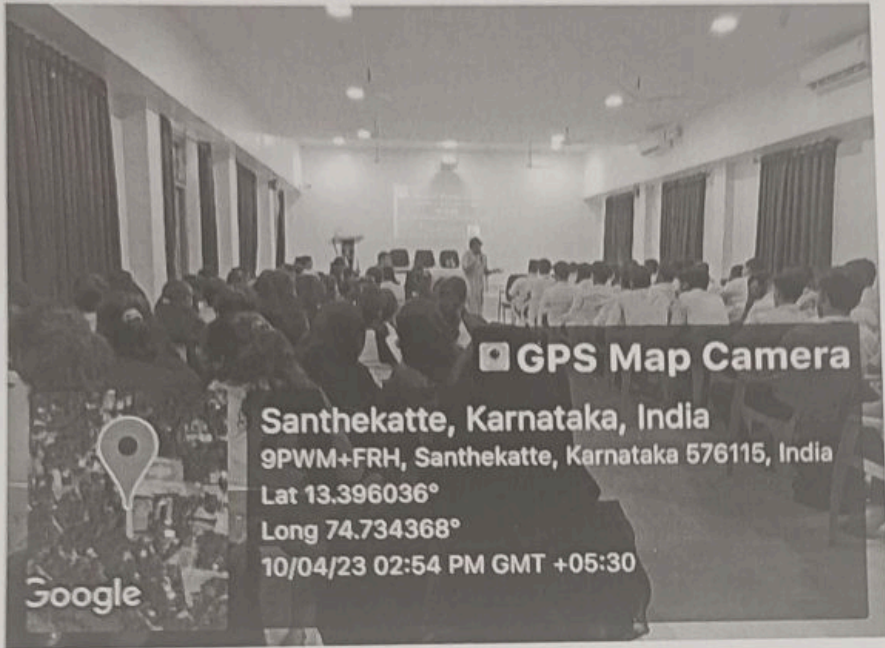 GPS Map Camera
Santhekatte, Karnataka, India
9PWM+FRH, Santhekatte, Karnataka 576115, India
Lat 13.396036°
Long 74.734368°
10/04/23 02:54 PM GMT +05:30
Google